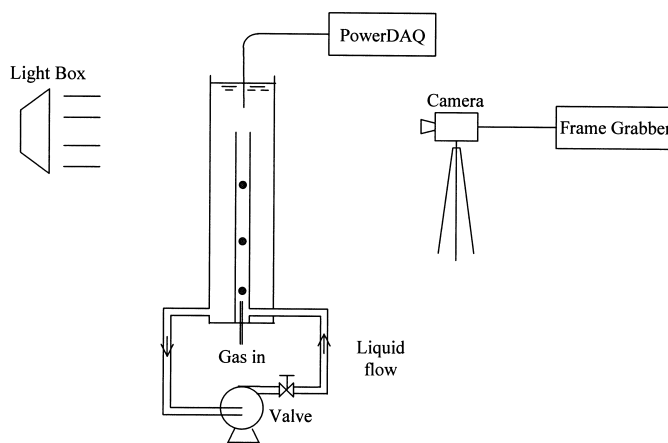 PowerDAQ
Light Box
Camera
Frame Grabber
Gas in
Liquid
flow
Valve